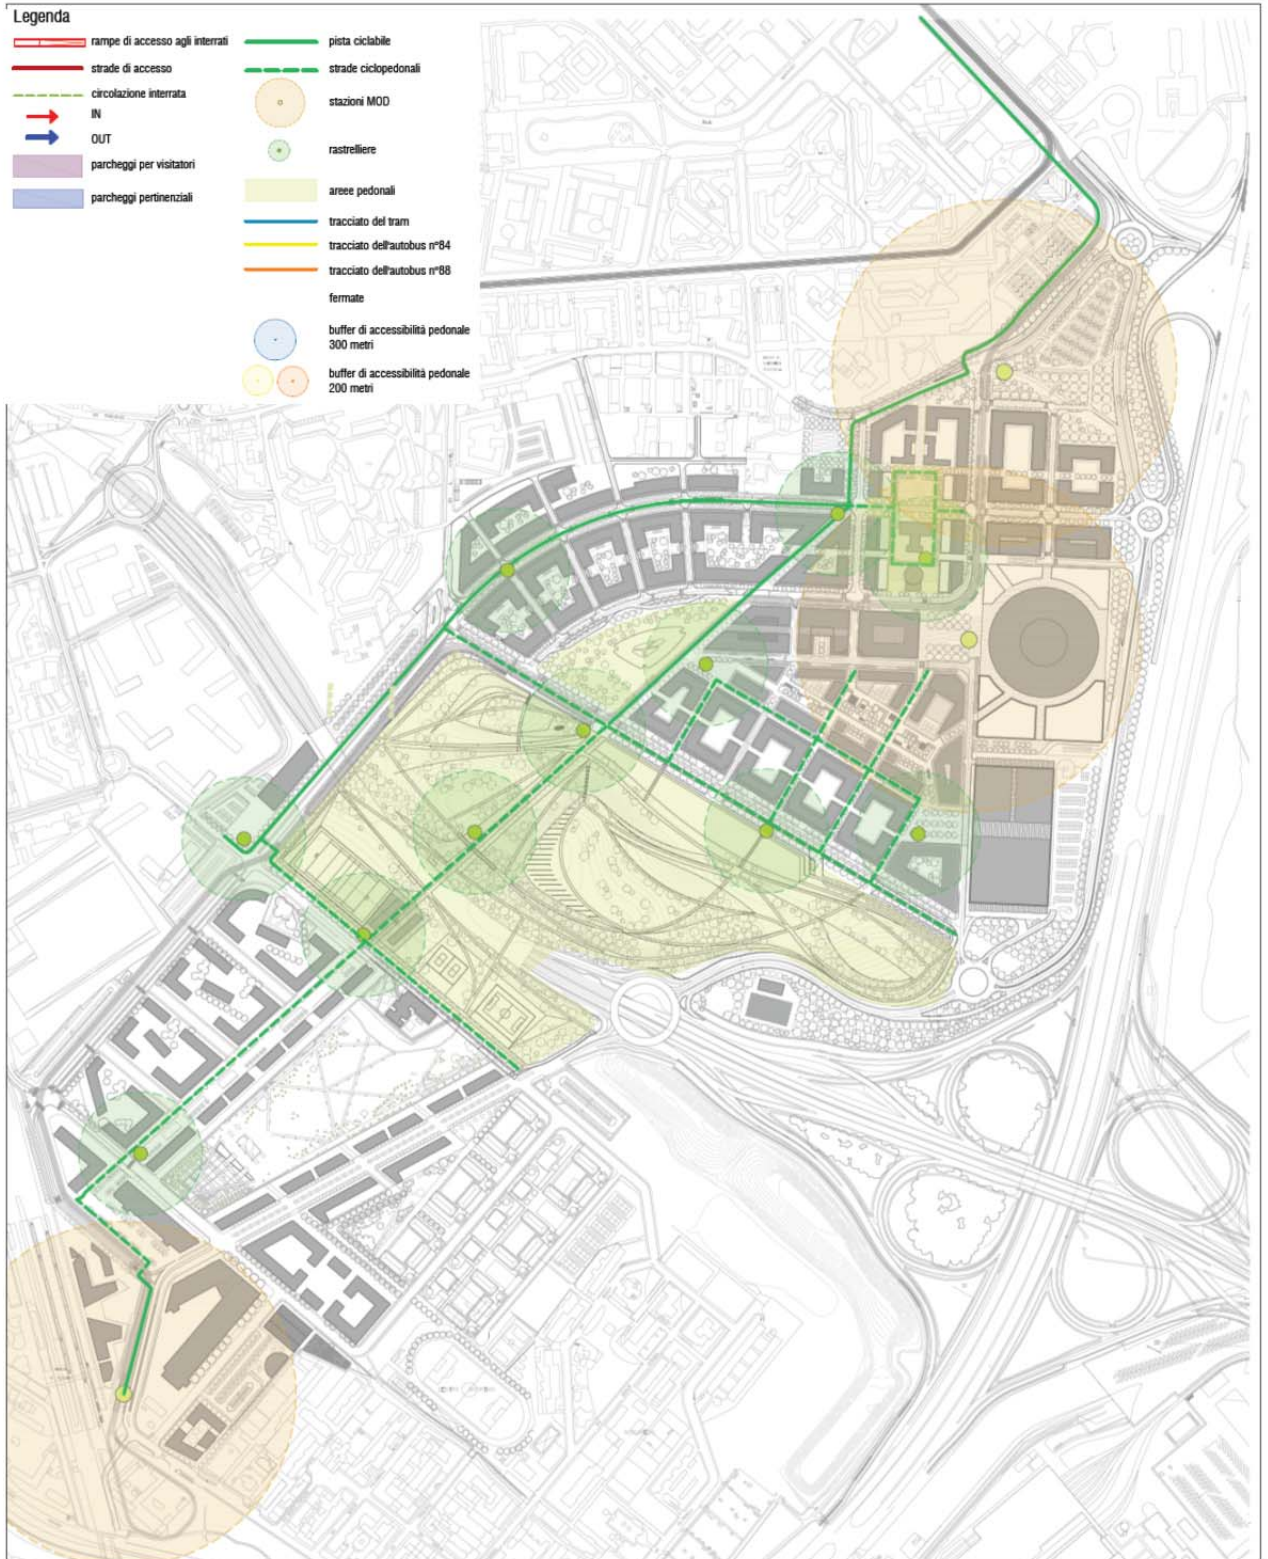 Legenda
rampe di accesso agli interrati
strade di accesso
circolazione interrata
IN
OUT
parcheggi per visitatori
parcheggi pertinenziali
pista ciclabile
strade ciclopedonali
stazioni MOD
rastrelliere
areee pedonali
tracciato del tram
tracciato dell'autobus n°84
tracciato dell'autobus n°88
fermate
buffer di accessibilità pedonale
300 metri
buffer di accessibilità pedonale
200 metri